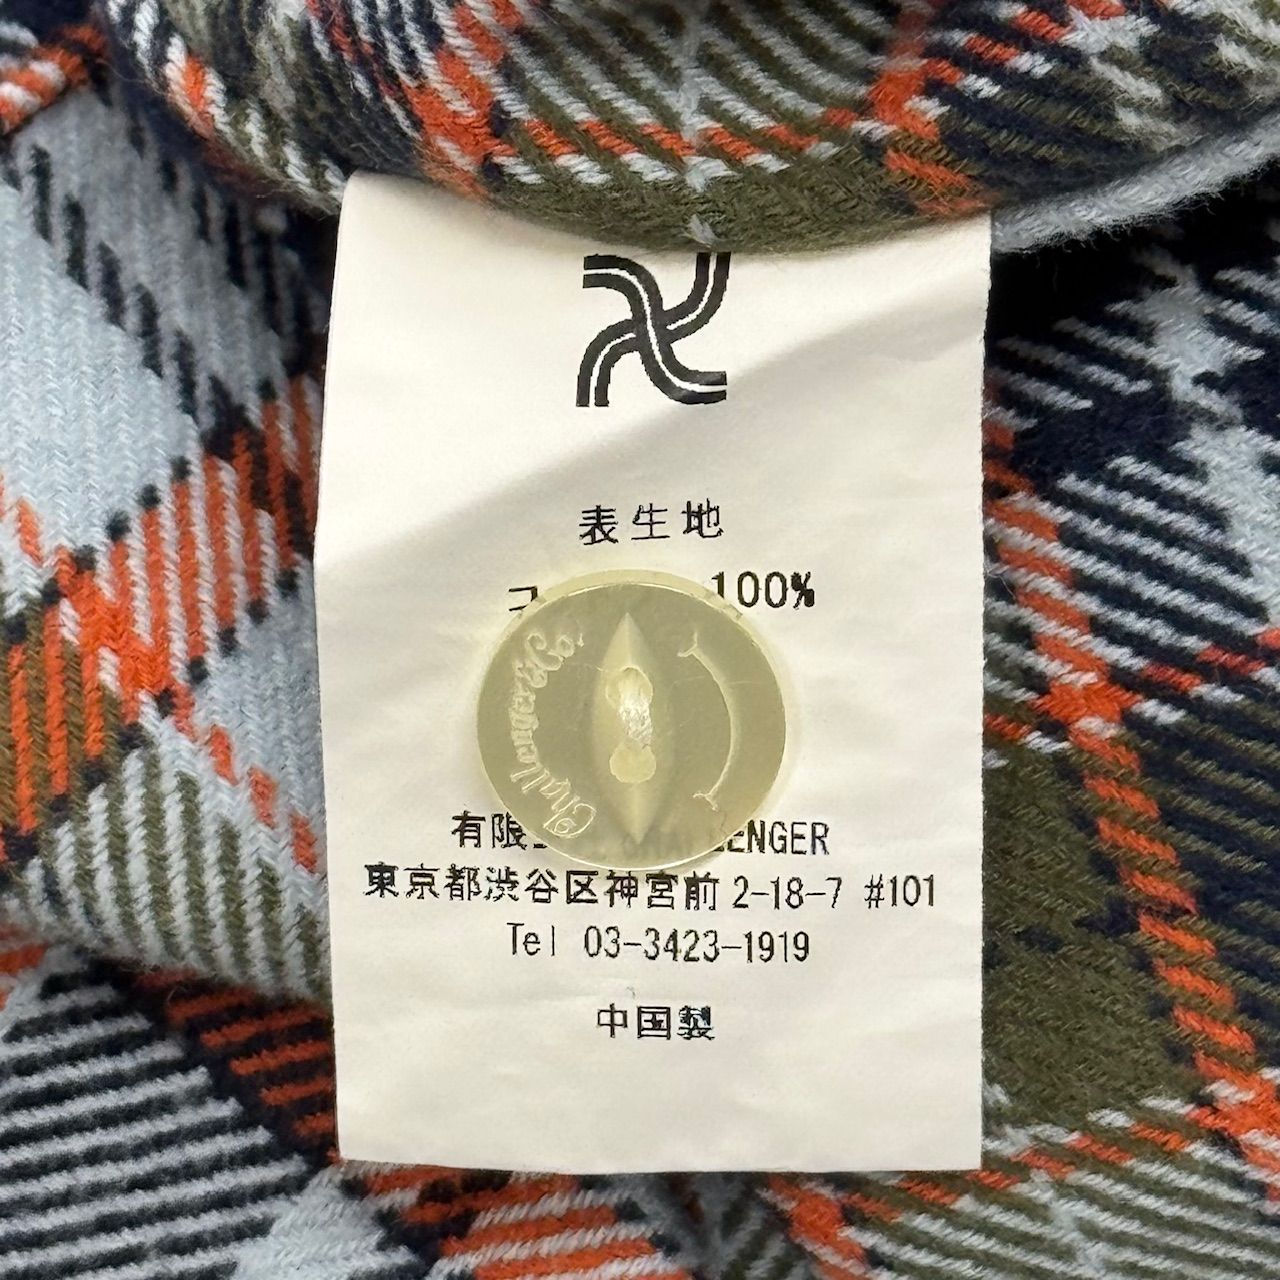 表生地
100%
Challenger
有限
ENGER
東京都渋谷区神宮前 2-18-7 #101
Tel 03-3423-1919
中国製